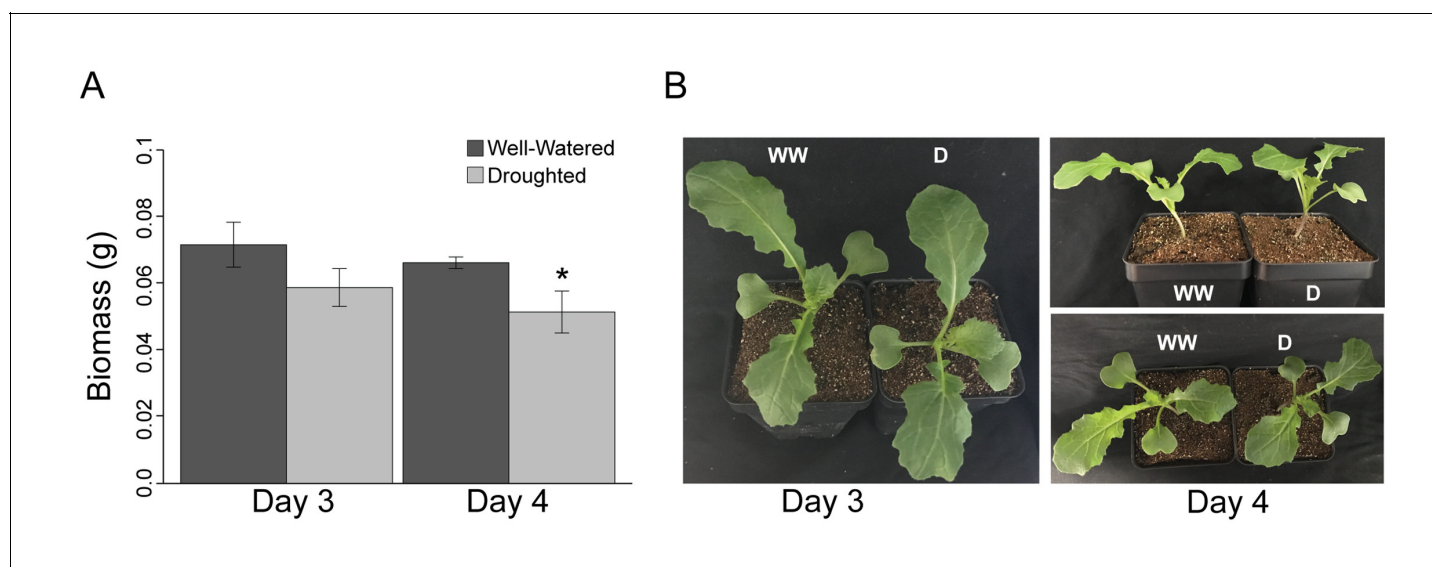 A
B
Well-Watered
Droughted
Biomass (g)
0.1
0.08
0.06
0.04
0.02
0.0
*
Day 3
Day 4
WW
D
Day 3
WW
D
WW
D
Day 4